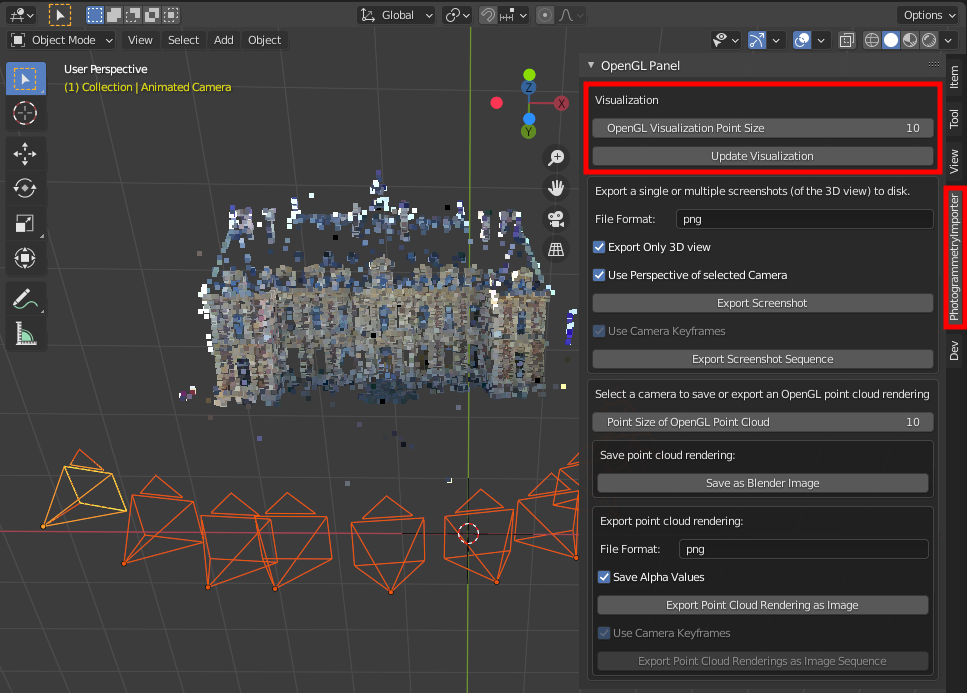 Global
Options
Object Mode
View
Select
Add
Object
User Perspective
(1) Collection | Animated Camera
Z
X
Y
OpenGL Panel
Visualization
OpenGL Visualization Point Size 10
Update Visualization
Export a single or multiple screenshots (of the 3D view) to disk.
File Format: png
Export Only 3D view
Use Perspective of selected Camera
Export Screenshot
Use Camera Keyframes
Export Screenshot Sequence
Select a camera to save or export an OpenGL point cloud rendering
Point Size of OpenGL Point Cloud 10
Save point cloud rendering:
Save as Blender Image
Export point cloud rendering:
File Format: png
Save Alpha Values
Export Point Cloud Rendering as Image
Use Camera Keyframes
Export Point Cloud Renderings as Image Sequence
Item
Tool
View
PhotogrammetryImporter
Dev